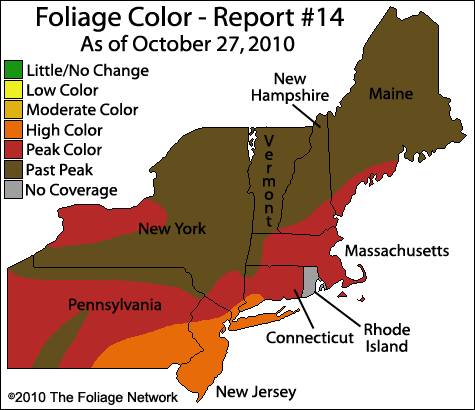 Foliage Color - Report #14
As of October 27, 2010
Little/No Change
Low Color
Moderate Color
High Color
Peak Color
Past Peak
No Coverage
New
Hampshire
Maine
Vermont
New York
Massachusetts
Pennsylvania
Connecticut
Rhode
Island
New Jersey
©2010 The Foliage Network